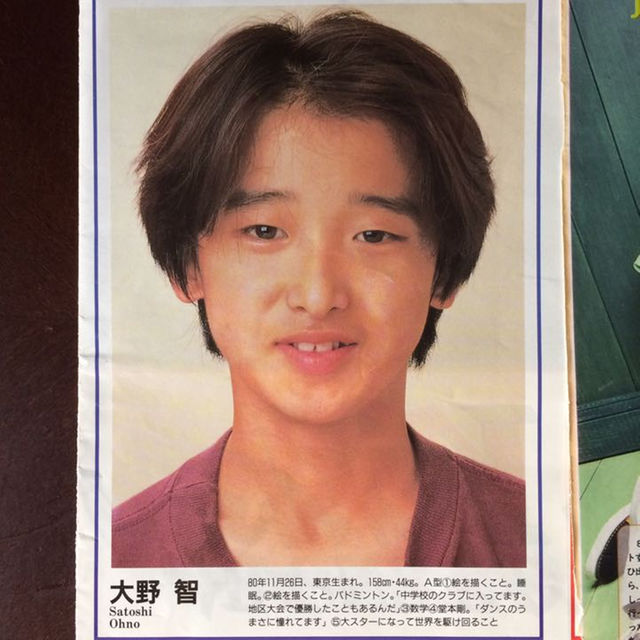 大野 智
Satoshi
Ohno
80年11月26日、東京生まれ。158cm・44kg。A型①絵を描くこと。睡
眠。②絵を描くこと。バドミントン。「中学校のクラブに入ってます。
地区大会で優勝したこともあるんだ」③数学④堂本剛。「ダンスのう
まさに憧れてます」⑤大スターになって世界を駆け回ること